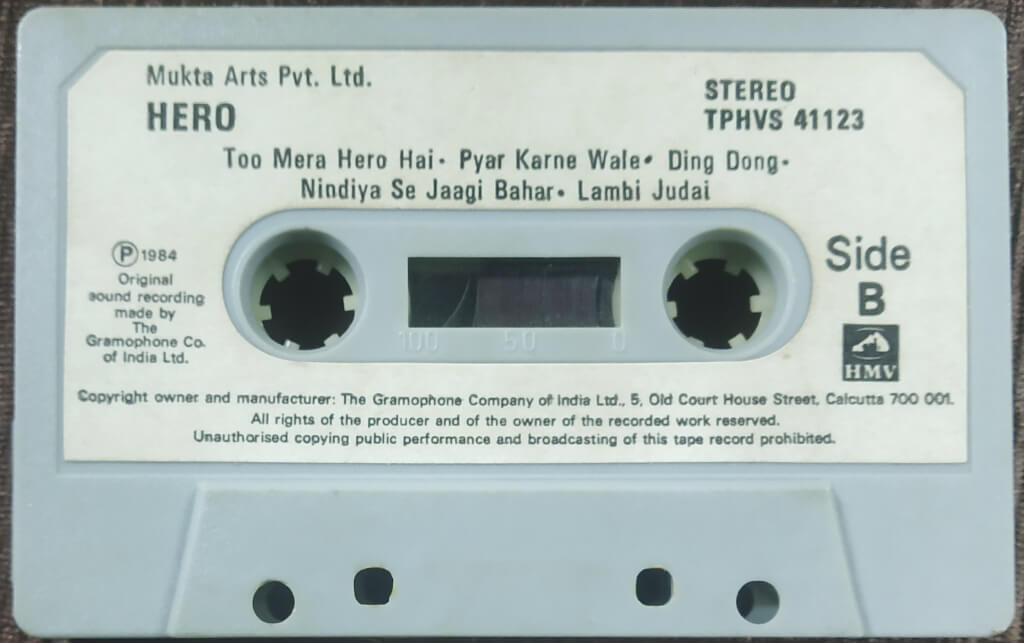 Mukta Arts Pvt. Ltd.
HERO
STEREO
TPHVS 41123
Too Mera Hero Hai• Pyar Karne Wale• Ding Dong•
Nindiya Se Jaagi Bahar• Lambi Judai
Ⓟ 1984
Original
sound recording
made by
The
Gramophone Co.
of India Ltd.
100 50 0
Side
B
HMV
Copyright owner and manufacturer: The Gramophone Company of India Ltd., 5, Old Court House Street, Calcutta 700 001.
All rights of the producer and of the owner of the recorded work reserved.
Unauthorised copying public performance and broadcasting of this tape record prohibited.